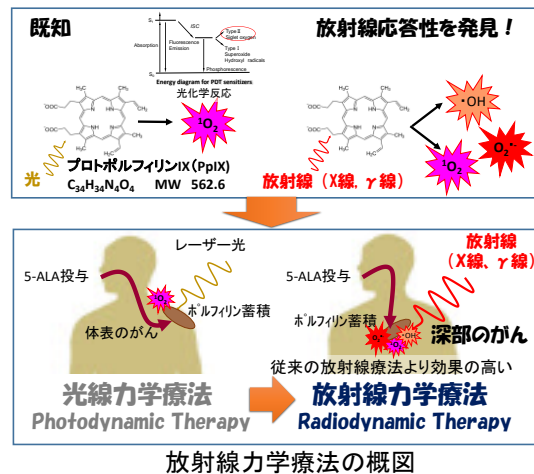 既知
放射線応答性を発見！
S₁
ISC
Absorption
Fluorescence
Emission
Type Ⅱ
Siglet oxygen
Type Ⅰ
Superoxide
Hydroxyl radicals
Phosphorescence
S₀
Energy diagram for PDT sensitizers
光化学反応
¹O₂
・OH
O₂•-
¹O₂
プロトポルフィリンⅨ（PpIX）
光
C₃₄H₃₄N₄O₄ MW 562.6
放射線（X線、γ線）
レーザー光
5-ALA投与
¹O₂
ポルフィリン蓄積
体表のがん
放射線
（X線、γ線）
5-ALA投与
ポルフィリン蓄積
・OH
¹O₂
深部のがん
従来の放射線療法より効果の高い
光線力学療法
Photodynamic Therapy
放射線力学療法
Radiodynamic Therapy
放射線力学療法の概図